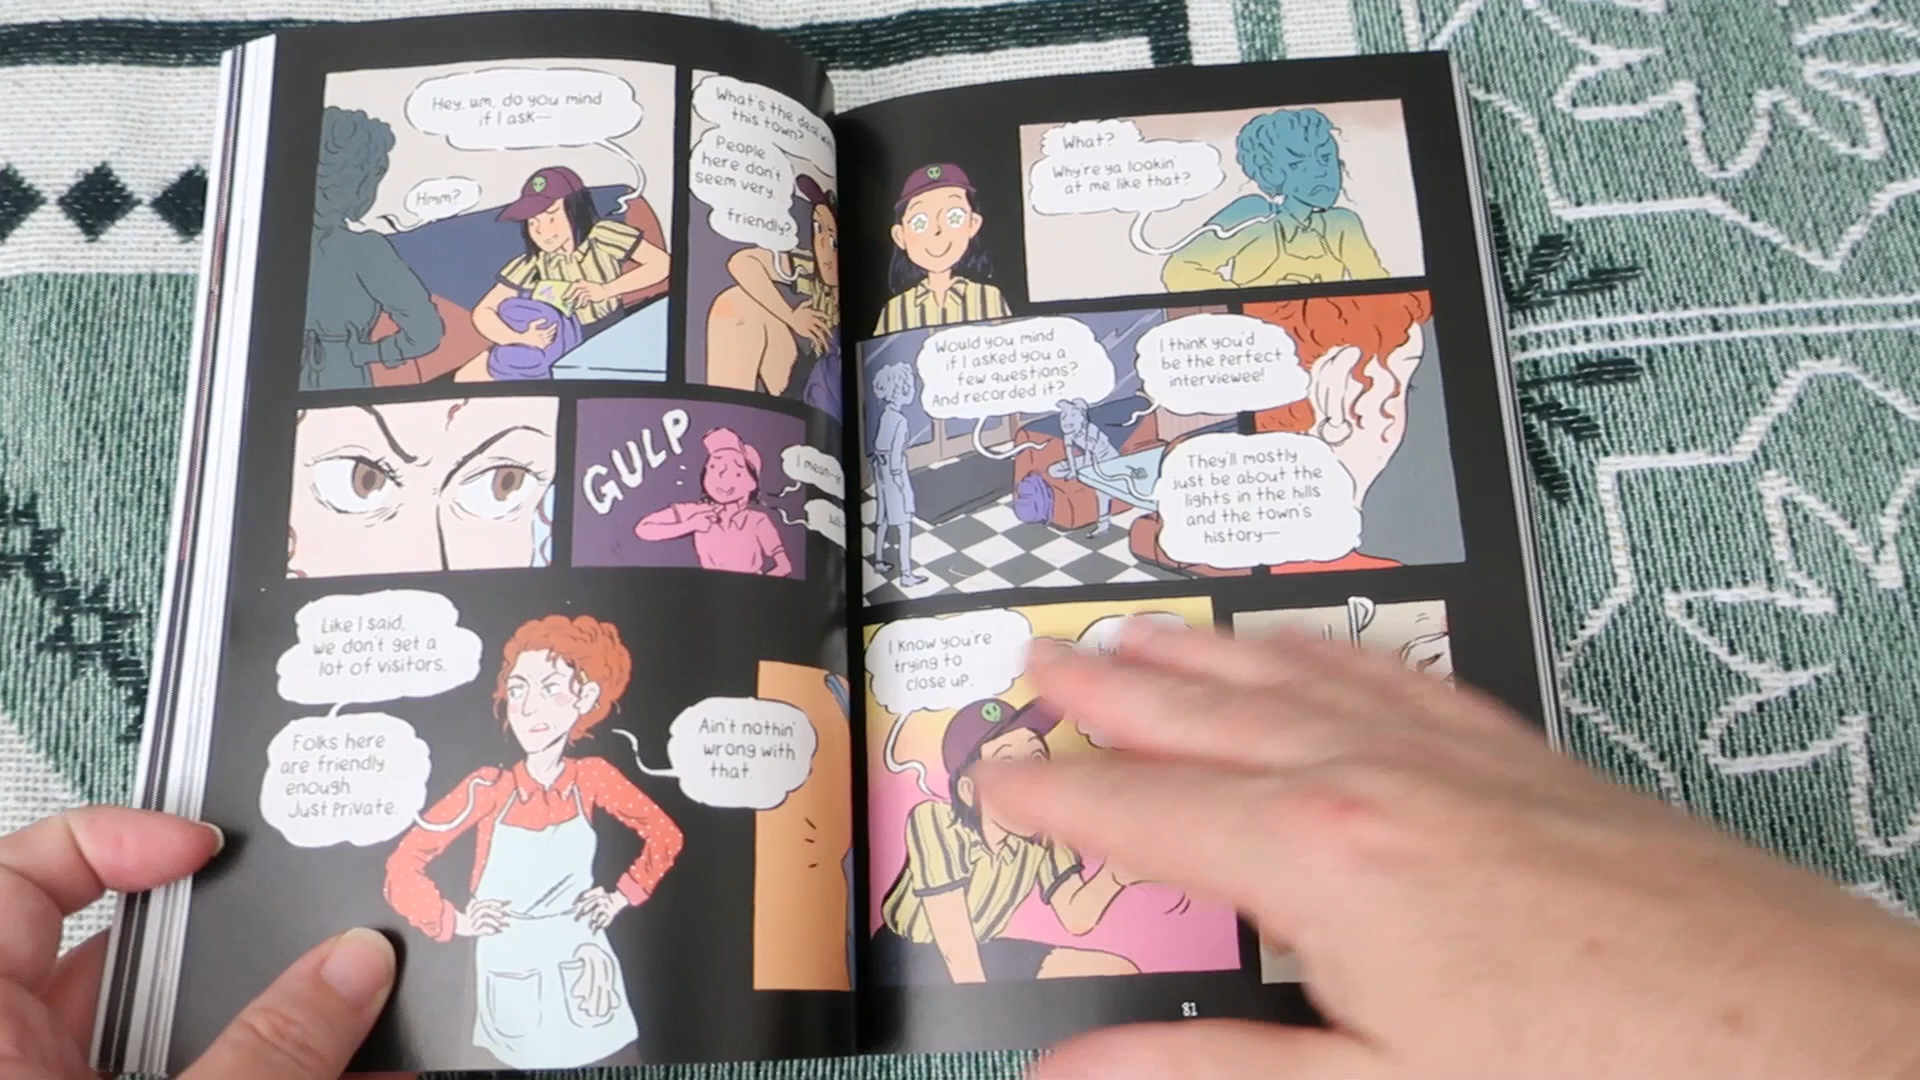 Hey, um, do you mind
if I ask—
Hmm?
What's the deal
this town?
People
here don't
seem very,
friendly?
GULP
I mean—
Like I said,
we don't get a
lot of visitors.
Folks here
are friendly
enough
Just private.
Ain't nothin'
wrong with
that.
What?
Why're ya lookin'
at me like that?
Would you mind
if I asked you a
few questions?
And recorded it?
I think you'd
be the perfect
interviewee!
They'll mostly
just be about the
lights in the hills
and the town's
history—
I know you're
trying to
close up.
81